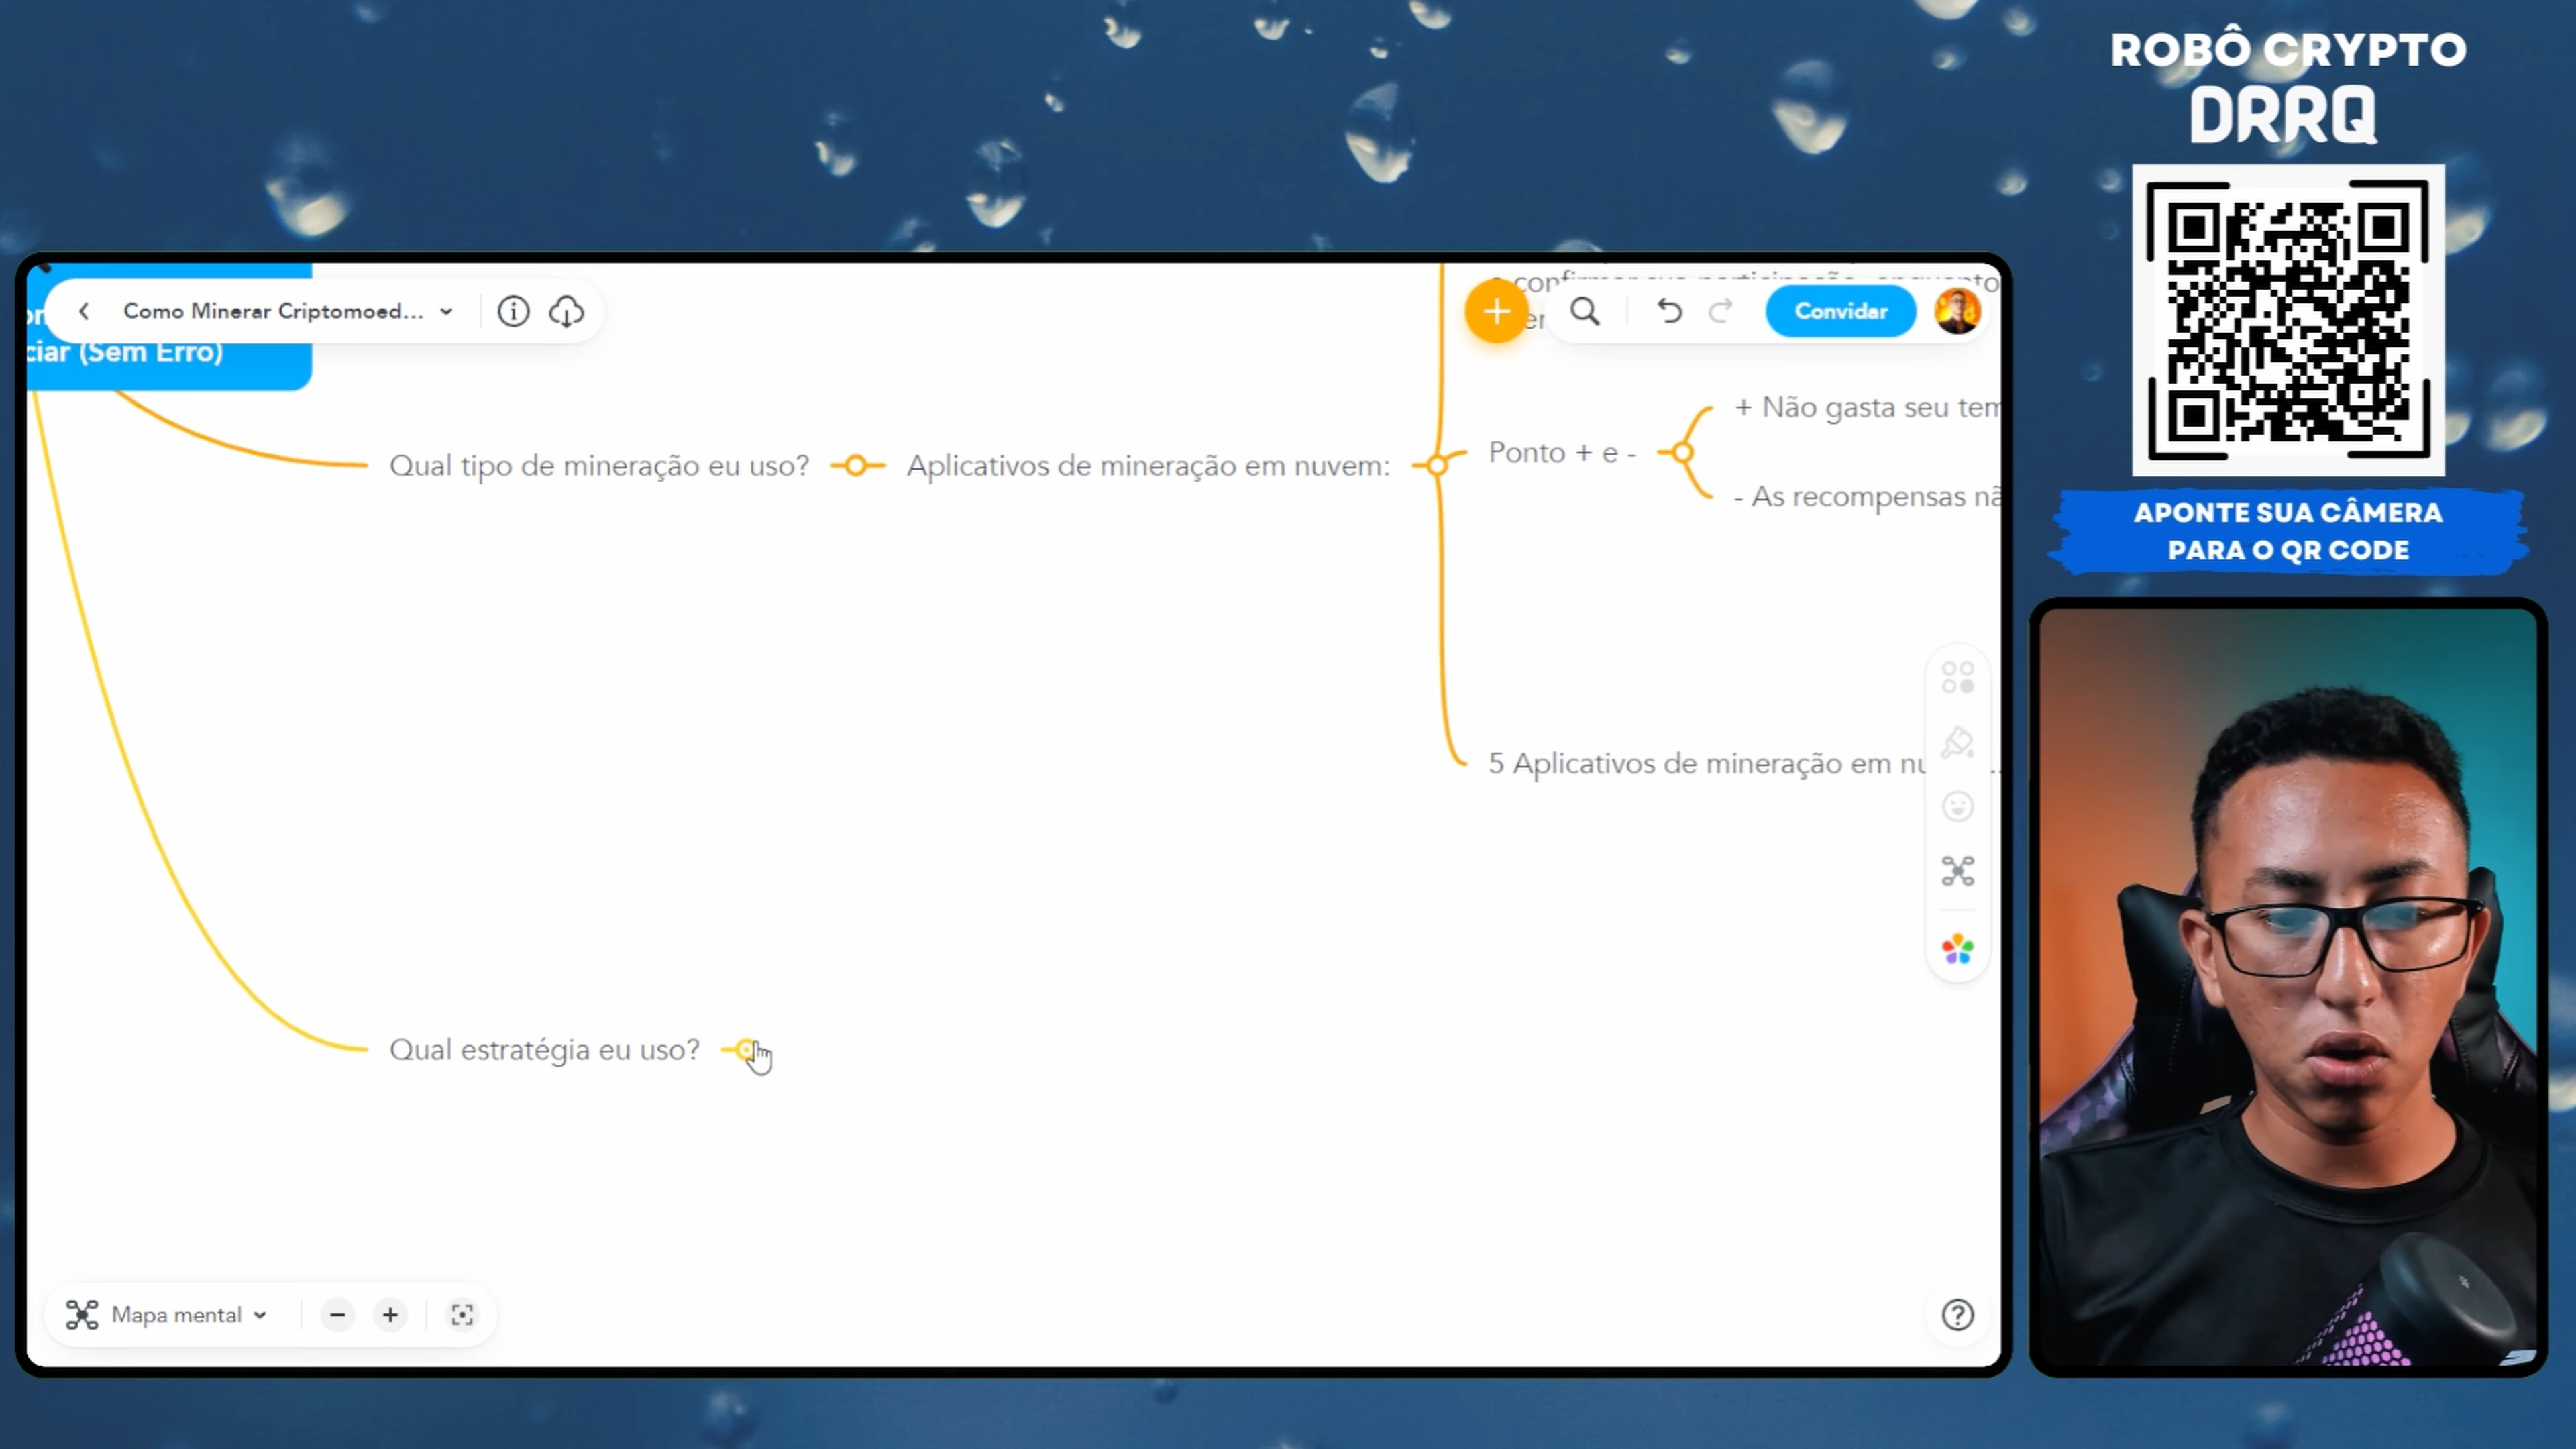 ROBÔ CRYPTO
DRRQ
APONTE SUA CÂMERA
PARA O QR CODE
Como Minerar Criptomoed...
ciar (Sem Erro)
Convidar
Qual tipo de mineração eu uso?
Aplicativos de mineração em nuvem:
Ponto + e -
+ Não gasta seu tem
- As recompensas nã
5 Aplicativos de mineração em nu
Qual estratégia eu uso?
Mapa mental